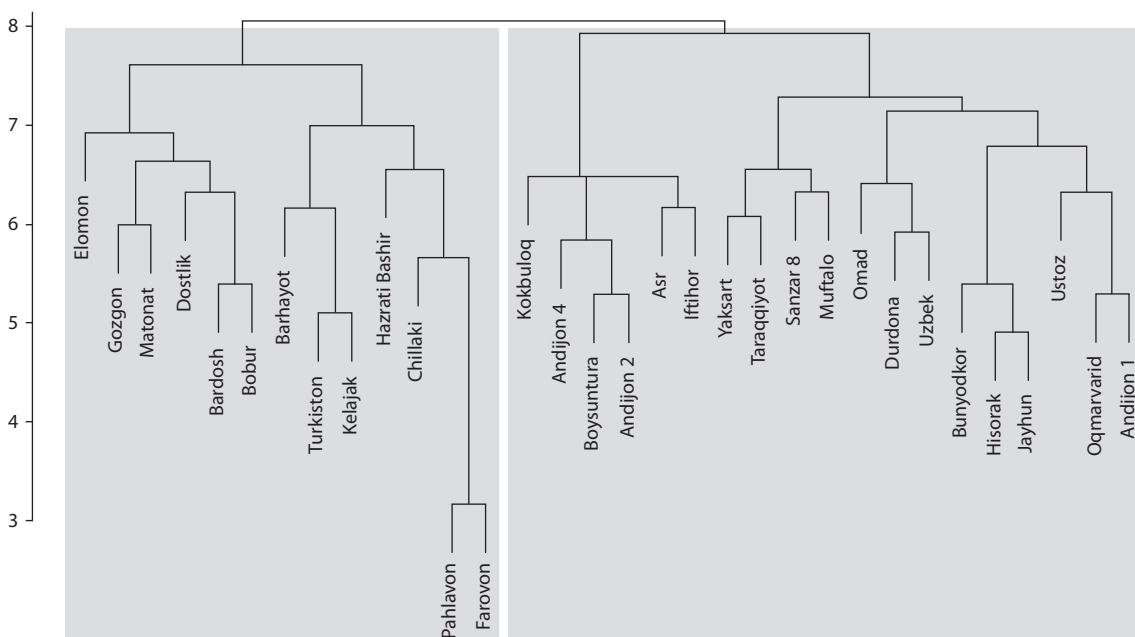 8
7
6
5
4
3
Elomon
Gozgon
Matonat
Dostlik
Bardosh
Bobur
Barhayot
Turkiston
Kelajak
Hazrati Bashir
Chillaki
Pahlavon
Farovon
Kokbuloq
Andijon 4
Boysuntura
Andijon 2
Asr
Iftihor
Yaksart
Taraqqiyot
Sanzar 8
Muftalo
Omad
Durdona
Uzbek
Bunyodkor
Hisorak
Jayhun
Ustoz
Oqmarvarid
Andijon 1